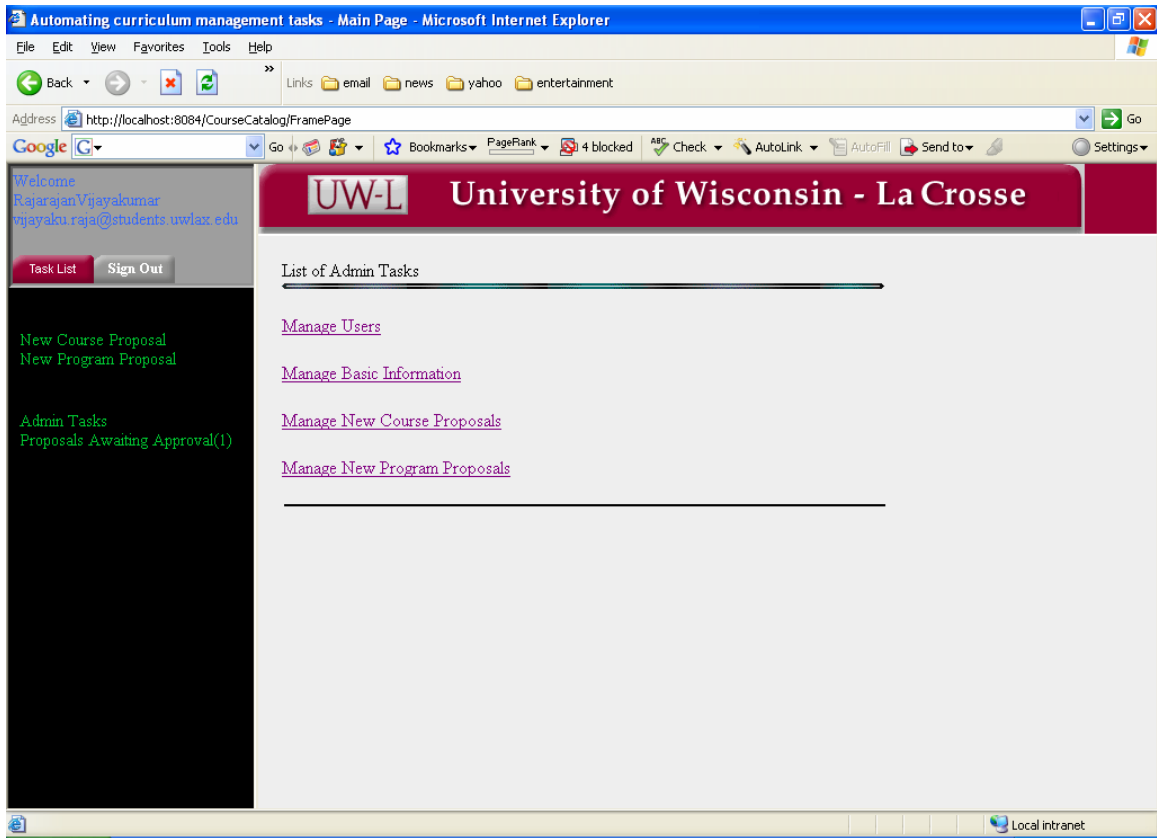 Automating curriculum management tasks - Main Page - Microsoft Internet Explorer
File Edit View Favorites Tools Help
Back » Links email news yahoo entertainment
Address http://localhost:8084/CourseCatalog/FramePage Go
Google G Go Bookmarks PageRank 4 blocked ABC Check AutoLink AutoFill Send to Settings
Welcome
RajarajanVijayakumar
vijayaku.raja@students.uwlax.edu
Task List Sign Out
New Course Proposal
New Program Proposal
Admin Tasks
Proposals Awaiting Approval(1)
UW-L University of Wisconsin - La Crosse
List of Admin Tasks
Manage Users
Manage Basic Information
Manage New Course Proposals
Manage New Program Proposals
Local intranet